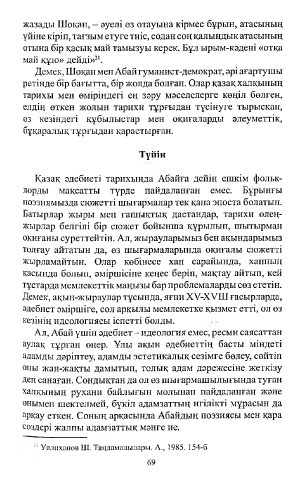 жазады Шоқан, – әуелі өз отауына кірмес бұрын, атасының
үйіне кіріп, тағзым етуге тиіс, содан соң қалыңдық атасының
отына бір қасық май тамызуы керек. Бұл ырым-кәдені «отқа
май құю» дейді»²¹.
Демек, Шоқан мен Абай гуманист-демократ, әрі ағартушы
ретінде бір бағытта, бір жолда болған. Олар қазақ халқының
тарихы мен өміріндегі ең зәру мәселелерге көңіл бөлген,
елдің өткен жолын тарихи тұрғыдан түсінуге тырысқан,
өз кезіндегі құбылыстар мен оқиғаларды әлеуметтік,
бұқаралық тұрғыдан қарастырған.
Түйін
Қазақ әдебиеті тарихында Абайға дейін ешкім фольк-
лорды мақсатты түрде пайдаланған емес. Бұрынғы
поэзиямызда сюжетті шығармалар тек қана эпоста болатын.
Батырлар жыры мен ғашықтық дастандар, тарихи өлең-
жырлар белгілі бір сюжет бойынша құрылып, шытырман
оқиғаны суреттейтін. Ал, жырауларымыз бен ақындарымыз
толғау айтатын да, өз шығармаларында оқиғалы сюжетті
жырламайтын. Олар көбінесе хан сарайында, ханның
қасында болып, әміршісіне кеңес беріп, мақтау айтып, кей
тұстарда мемлекеттік маңызы бар проблемаларды сөз ететін.
Демек, ақын-жыраулар тұсында, яғни XV-XVIII ғасырларда,
әдебиет әміршіге, сол арқылы мемлекетке қызмет етті, ол өз
кезінің идеологиясы іспетті болды.
Ал, Абай үшін әдебиет – идеология емес, ресми саясаттан
аулақ тұрған өнер. Ұлы ақын әдебиеттің басты міндеті
адамды дәріптеу, адамды эстетикалық сезімге бөлеу, сөйтіп
оны жан-жақты дамытып, толық адам дәрежесіне жеткізу
деп санаған. Сондықтан да ол өз шығармашылығында туған
халқының рухани байлығын молынан пайдаланған және
онымен шектелмей, бүкіл адамзаттың игілікті мұрасын да
арқау еткен. Соның арқасында Абайдың поэзиясы мен қара
сөздері жалпы адамзаттық мәнге ие.
²¹ Уәлиханов Ш. Таңдамалылары. А., 1985. 154-б
69